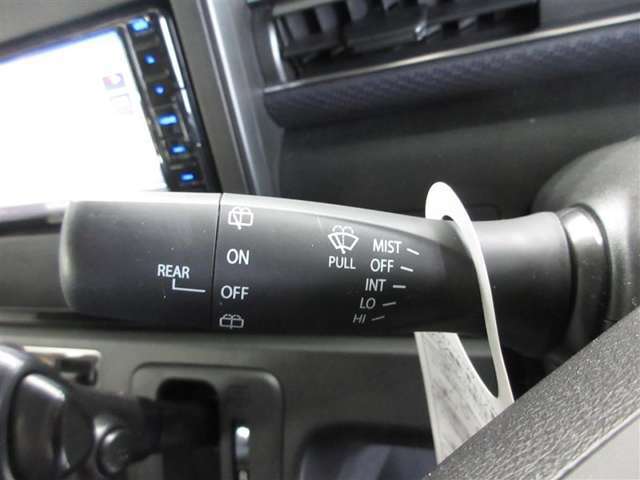 ON
REAR OFF
PULL
MIST
OFF
INT
LO
HI